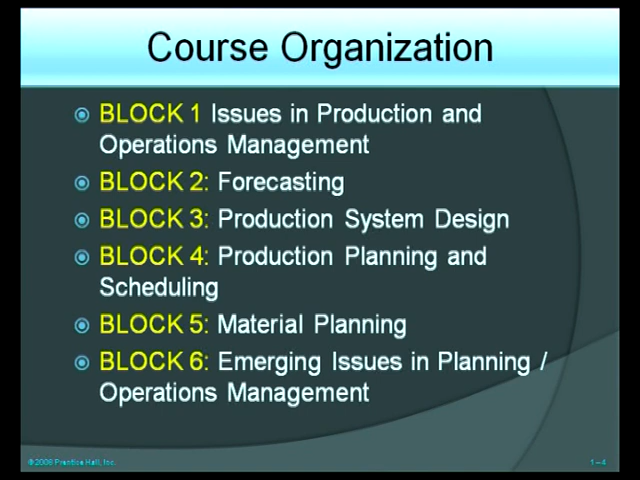 Course Organization
BLOCK 1 Issues in Production and
Operations Management
BLOCK 2: Forecasting
BLOCK 3: Production System Design
BLOCK 4: Production Planning and
Scheduling
BLOCK 5: Material Planning
BLOCK 6: Emerging Issues in Planning /
Operations Management
© 2006 Prentice Hall, Inc.
1 – 4